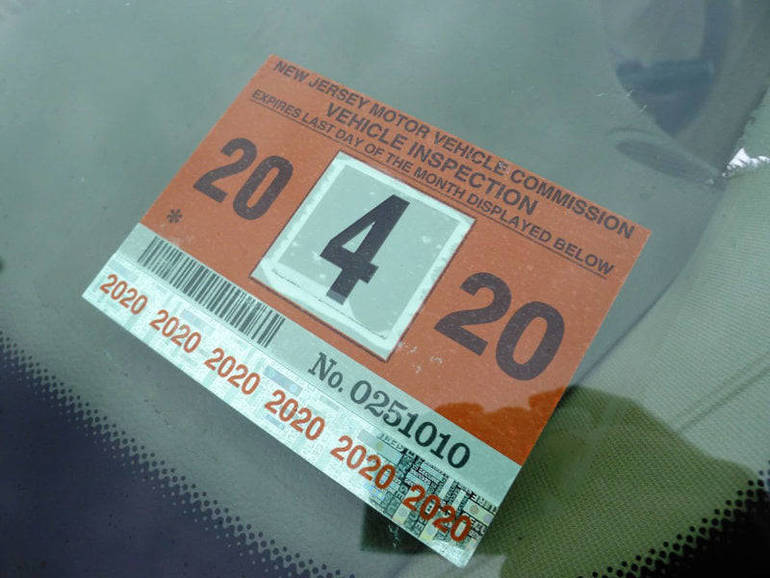 NEW JERSEY MOTOR VEHICLE COMMISSION
VEHICLE INSPECTION
EXPIRES LAST DAY OF THE MONTH DISPLAYED BELOW
20 4 20
*
No. 0251010
2020 2020 2020 2020 2020 2020 2020